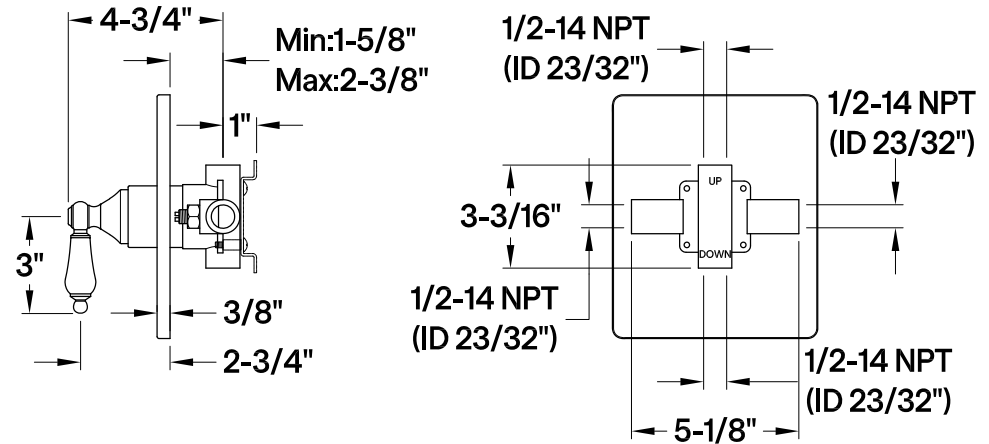 4-3/4"
Min:1-5/8"
Max:2-3/8"
1"
3"
3/8"
2-3/4"
1/2-14 NPT
(ID 23/32")
1/2-14 NPT
(ID 23/32")
UP
3-3/16"
DOWN
1/2-14 NPT
(ID 23/32")
1/2-14 NPT
(ID 23/32")
5-1/8"